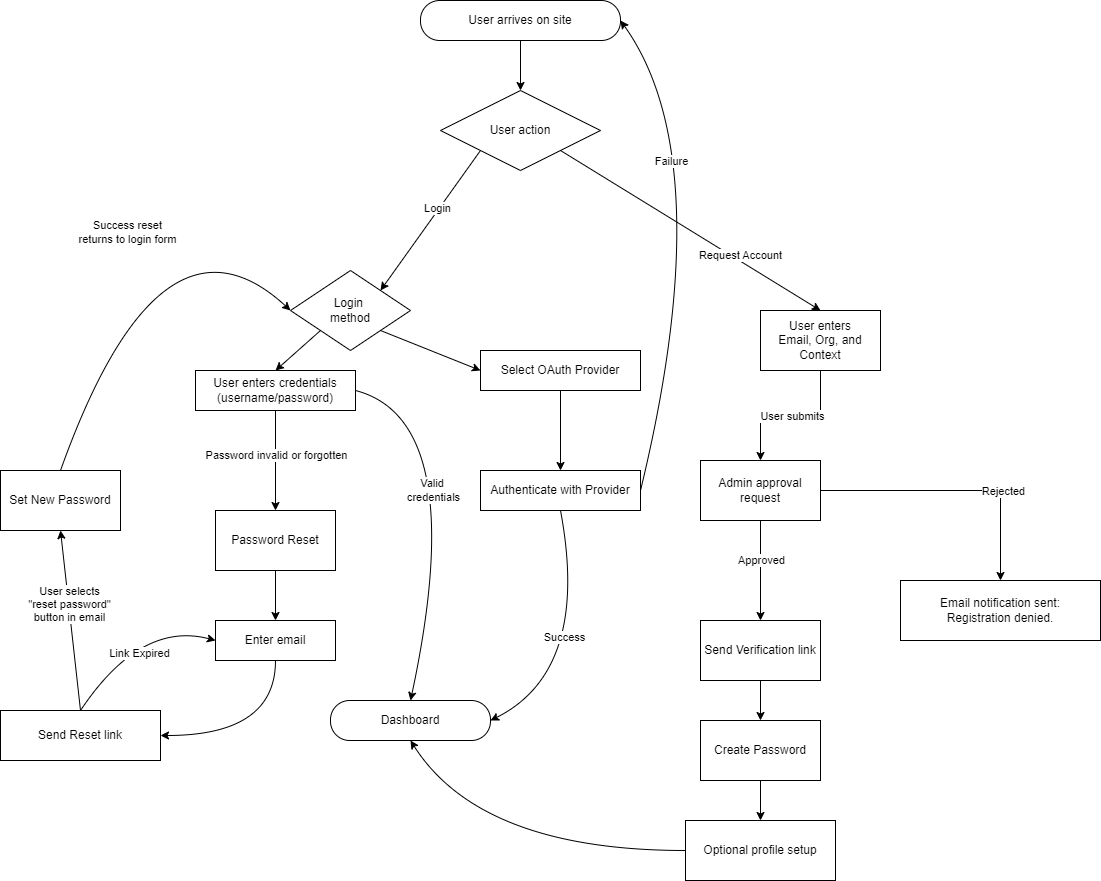 User arrives on site
User action
Failure
Login
Success reset
returns to login form
Request Account
Login
method
User enters
Email, Org, and
Context
Select OAuth Provider
User enters credentials
(username/password)
User submits
Password invalid or forgotten
Valid
credentials
Authenticate with Provider
Admin approval
request
Rejected
Set New Password
Password Reset
Approved
User selects
"reset password"
button in email
Email notification sent:
Registration denied.
Enter email
Success
Link Expired
Send Verification link
Dashboard
Send Reset link
Create Password
Optional profile setup